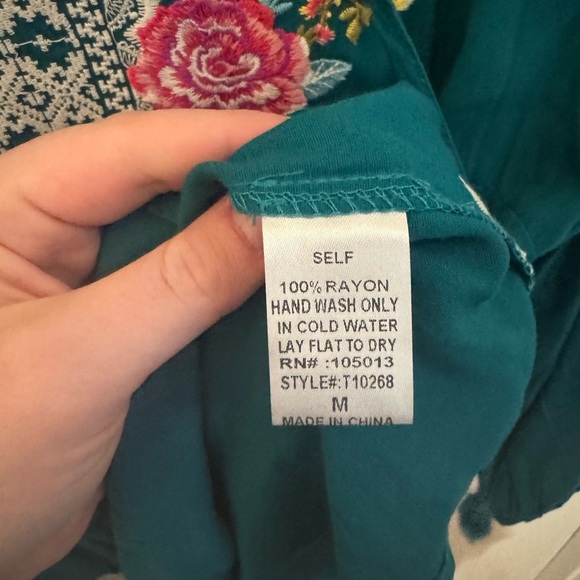 SELF
100% RAYON
HAND WASH ONLY
IN COLD WATER
LAY FLAT TO DRY
RN# :105013
STYLE#:T10268
M
MADE IN CHINA